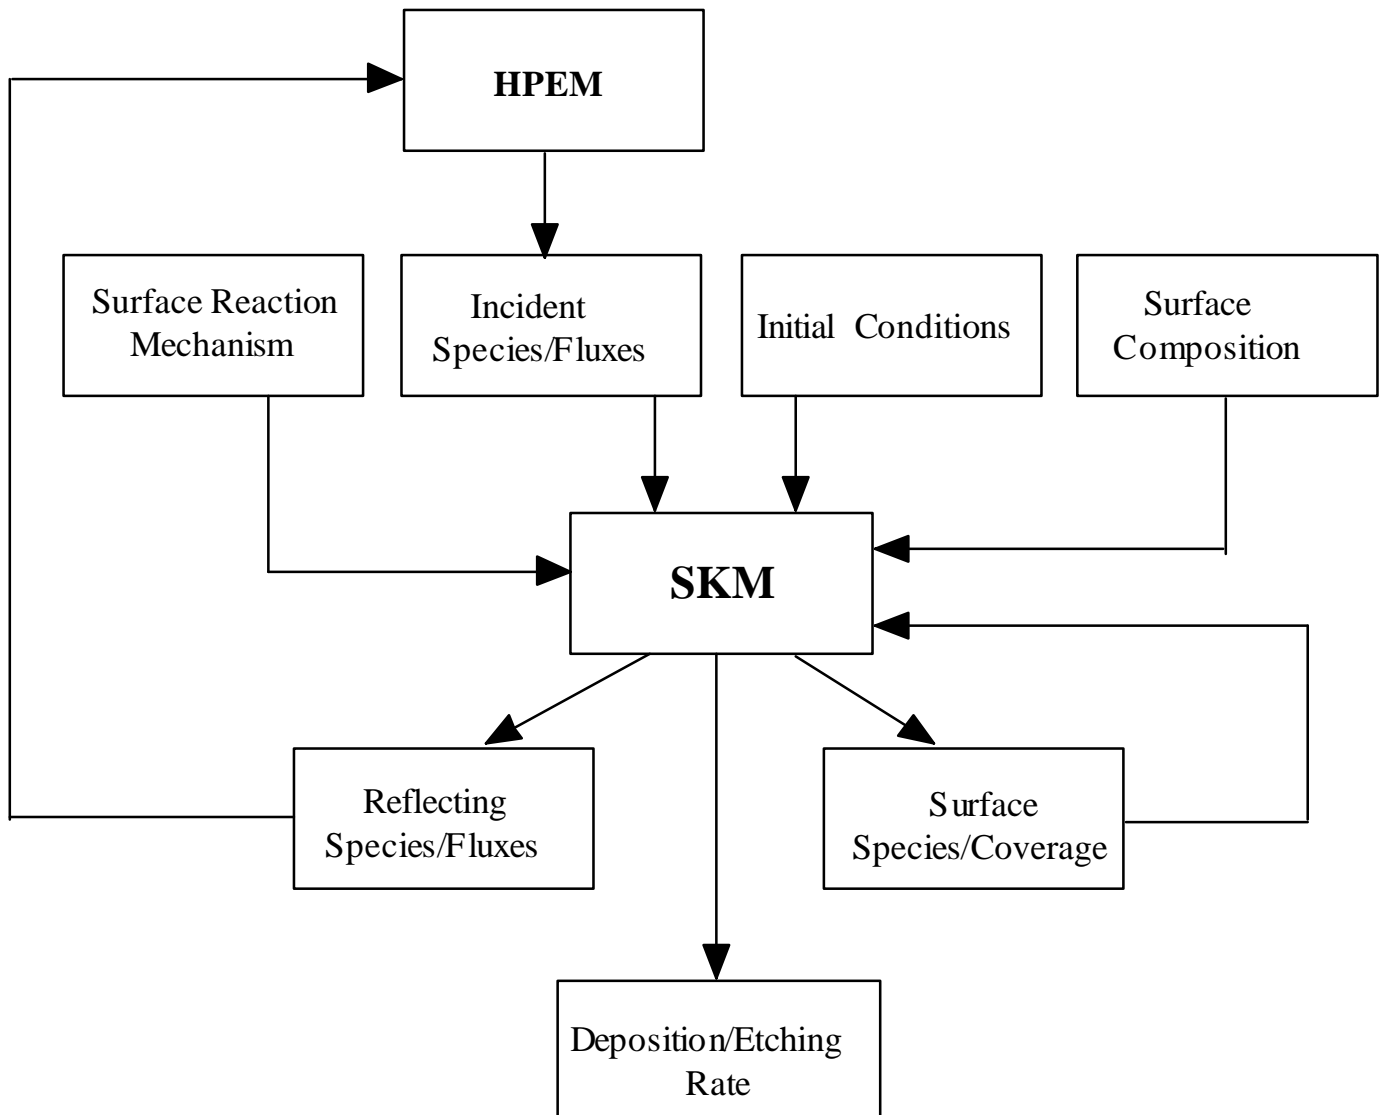 HPEM
Surface Reaction
Mechanism
Incident
Species/Fluxes
Initial Conditions
Surface
Composition
SKM
Reflecting
Species/Fluxes
Surface
Species/Coverage
Deposition/Etching
Rate